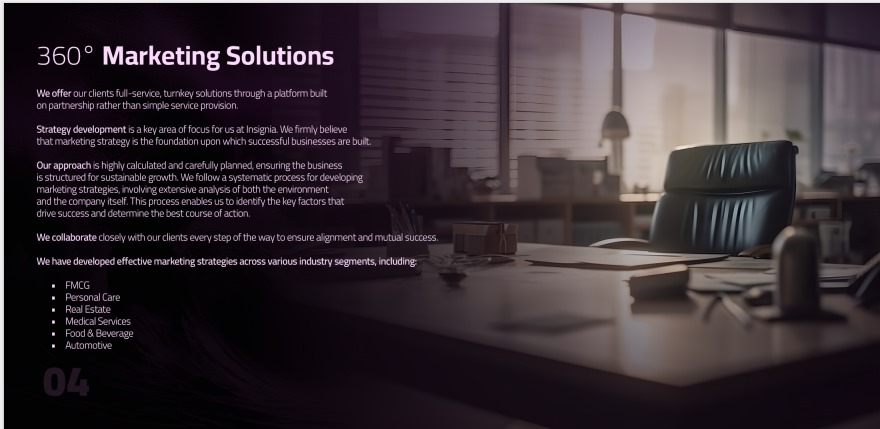 360° Marketing Solutions
We offer our clients full-service, turnkey solutions through a platform built
on partnership rather than simple service provision.
Strategy development is a key area of focus for us at Insignia. We firmly believe
that marketing strategy is the foundation upon which successful businesses are built.
Our approach is highly calculated and carefully planned, ensuring the business
is structured for sustainable growth. We follow a systematic process for developing
marketing strategies, involving extensive analysis of both the environment
and the company itself. This process enables us to identify the key factors that
drive success and determine the best course of action.
We collaborate closely with our clients every step of the way to ensure alignment and mutual success.
We have developed effective marketing strategies across various industry segments, including:
▪ FMCG
▪ Personal Care
▪ Real Estate
▪ Medical Services
▪ Food & Beverage
▪ Automotive
04